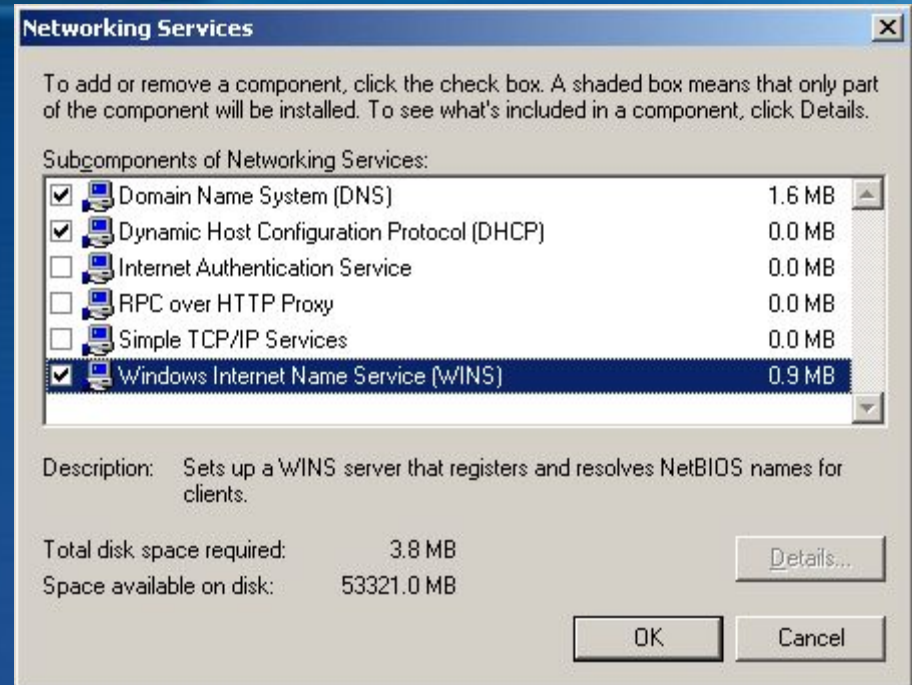 Networking Services
To add or remove a component, click the check box. A shaded box means that only part
of the component will be installed. To see what's included in a component, click Details.
Subcomponents of Networking Services:
Domain Name System (DNS) 1.6 MB
Dynamic Host Configuration Protocol (DHCP) 0.0 MB
Internet Authentication Service 0.0 MB
RPC over HTTP Proxy 0.0 MB
Simple TCP/IP Services 0.0 MB
Windows Internet Name Service (WINS) 0.9 MB
Description: Sets up a WINS server that registers and resolves NetBIOS names for
clients.
Total disk space required: 3.8 MB
Details...
Space available on disk: 53321.0 MB
OK Cancel